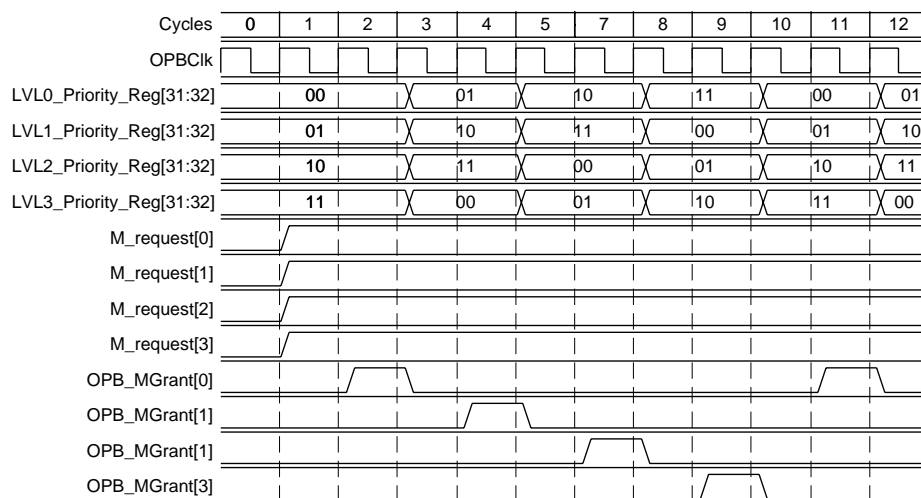 Cycles 0 1 2 3 4 5 7 8 9 10 11 12
OPBClk
LVL0_Priority_Reg[31:32] 00 01 10 11 00 01
LVL1_Priority_Reg[31:32] 01 10 11 00 01 10
LVL2_Priority_Reg[31:32] 10 11 00 01 10 11
LVL3_Priority_Reg[31:32] 11 00 01 10 11 00
M_request[0]
M_request[1]
M_request[2]
M_request[3]
OPB_MGrant[0]
OPB_MGrant[1]
OPB_MGrant[1]
OPB_MGrant[3]